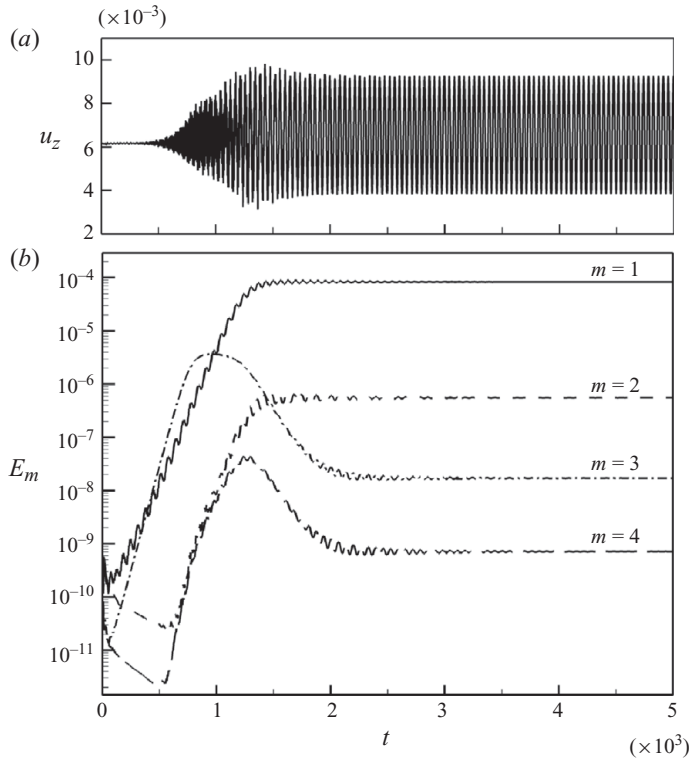 (×10⁻³)
(a)
10
8
u_z
6
4
2
(b)
10⁻⁴
m = 1
10⁻⁵
10⁻⁶
m = 2
10⁻⁷
E_m
m = 3
10⁻⁸
10⁻⁹
m = 4
10⁻¹⁰
10⁻¹¹
0 1 2 3 4 5
t
(×10³)